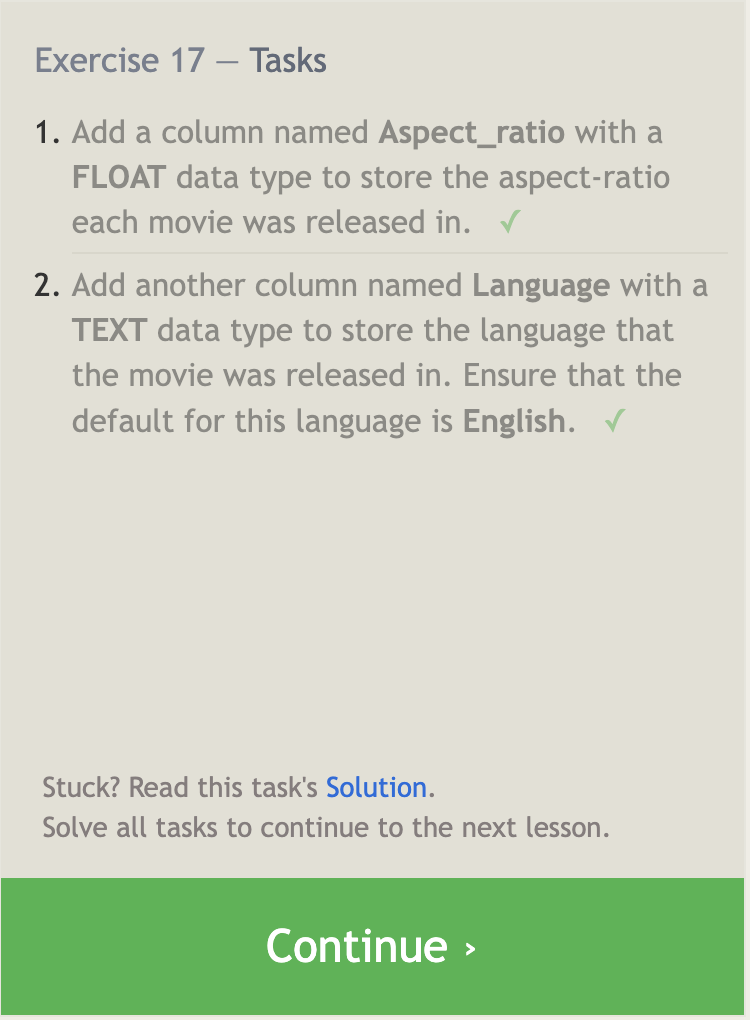 Exercise 17 — Tasks
1. Add a column named Aspect_ratio with a
FLOAT data type to store the aspect-ratio
each movie was released in. ✓
2. Add another column named Language with a
TEXT data type to store the language that
the movie was released in. Ensure that the
default for this language is English. ✓
Stuck? Read this task's Solution.
Solve all tasks to continue to the next lesson.
Continue ›